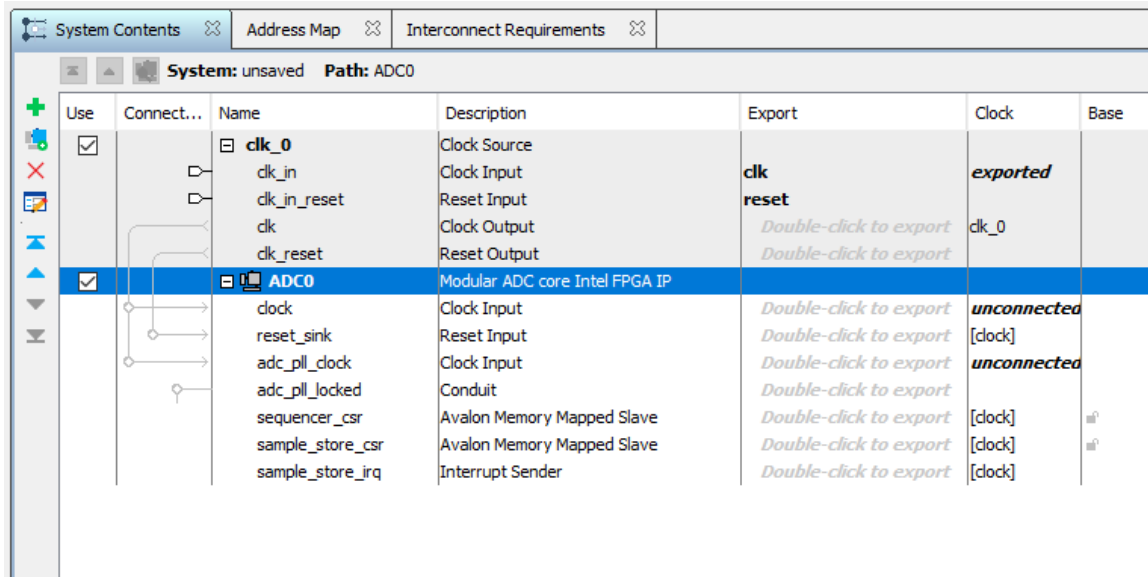 System Contents Address Map Interconnect Requirements
System: unsaved Path: ADC0
Use Connect... Name Description Export Clock Base
clk_0 Clock Source
clk_in Clock Input clk exported
clk_in_reset Reset Input reset
clk Clock Output Double-click to export clk_0
clk_reset Reset Output Double-click to export
ADC0 Modular ADC core Intel FPGA IP
clock Clock Input Double-click to export unconnected
reset_sink Reset Input Double-click to export [clock]
adc_pll_clock Clock Input Double-click to export unconnected
adc_pll_locked Conduit Double-click to export
sequencer_csr Avalon Memory Mapped Slave Double-click to export [clock]
sample_store_csr Avalon Memory Mapped Slave Double-click to export [clock]
sample_store_irq Interrupt Sender Double-click to export [clock]